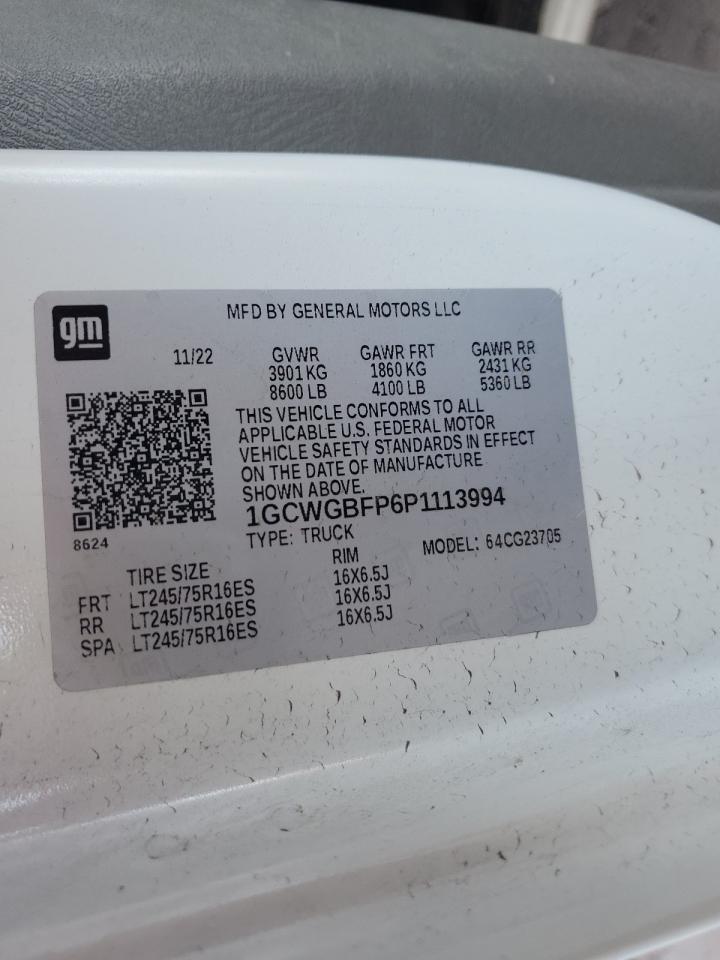 gm
MFD BY GENERAL MOTORS LLC
11/22 GVWR GAWR FRT GAWR RR
3901 KG 1860 KG 2431 KG
8600 LB 4100 LB 5360 LB
THIS VEHICLE CONFORMS TO ALL
APPLICABLE U.S. FEDERAL MOTOR
VEHICLE SAFETY STANDARDS IN EFFECT
ON THE DATE OF MANUFACTURE
SHOWN ABOVE.
1GCWGBFP6P1113994
8624
TYPE: TRUCK MODEL: 64CG23705
TIRE SIZE RIM
FRT LT245/75R16ES 16X6.5J
RR LT245/75R16ES 16X6.5J
SPA LT245/75R16ES 16X6.5J